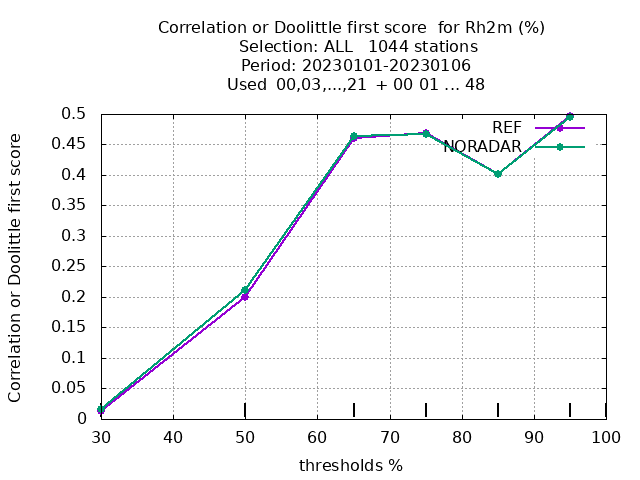 Correlation or Doolittle first score  for Rh2m (%)
Selection: ALL   1044 stations
Period: 20230101-20230106
Used  00,03,...,21  + 00 01 ... 48
Correlation or Doolittle first score
0.5
0.45
0.4
0.35
0.3
0.25
0.2
0.15
0.1
0.05
0
REF
NORADAR
30 40 50 60 70 80 90 100
thresholds %